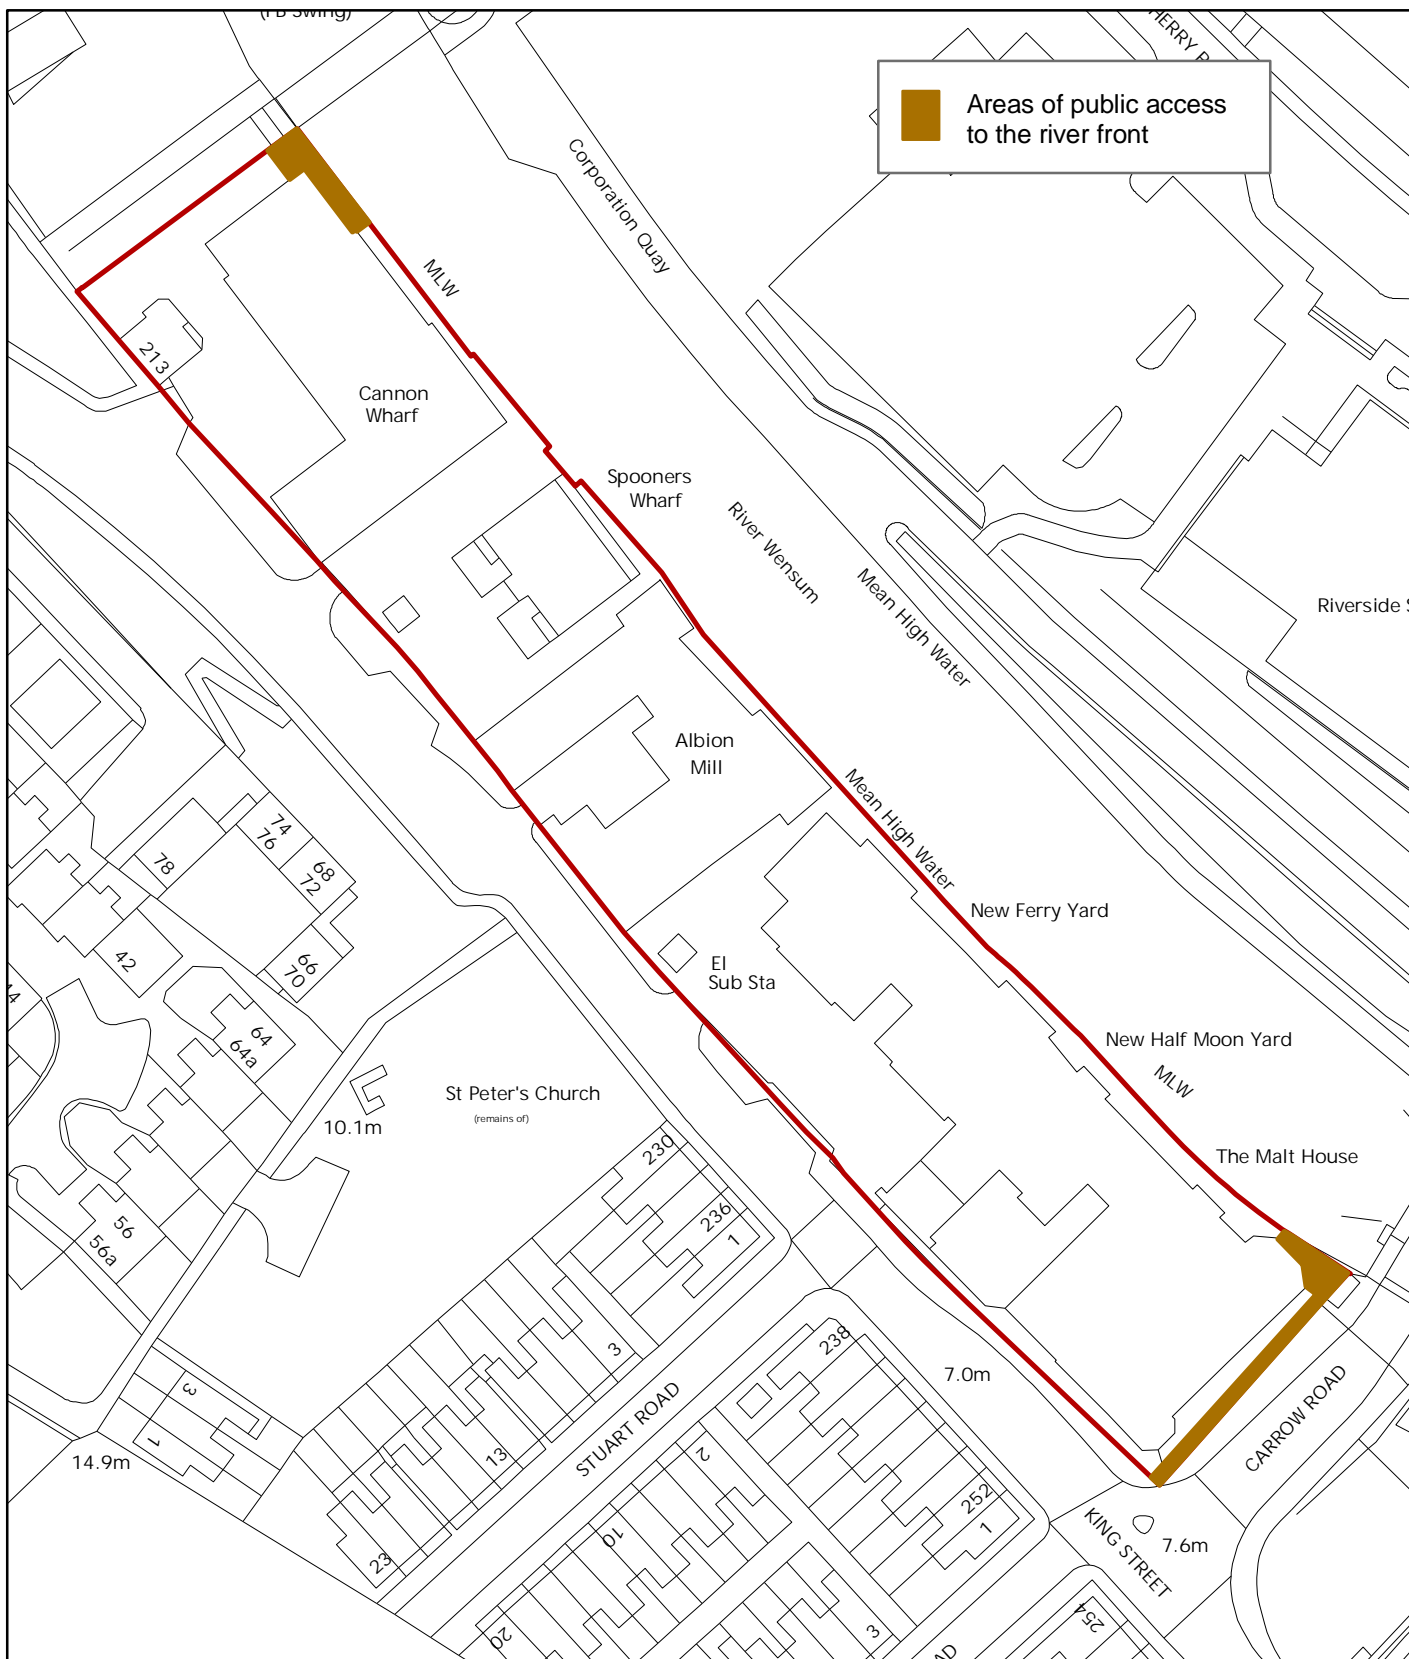 (FB Swing)
Areas of public access
to the river front
Corporation Quay
MLW
213
Cannon
Wharf
Spooners
Wharf
River Wensum
Mean High Water
Riverside
Albion
Mill
Mean High Water
74
76
68
72
78
66
70
42
New Ferry Yard
El
Sub Sta
64
64a
New Half Moon Yard
MLW
St Peter's Church
(remains of)
10.1m
The Malt House
230
236
1
56
56a
3
238
7.0m
STUART ROAD
CARROW ROAD
3
1
14.9m
13
2
252
1
23
10
KING STREET
7.6m
20
3
254